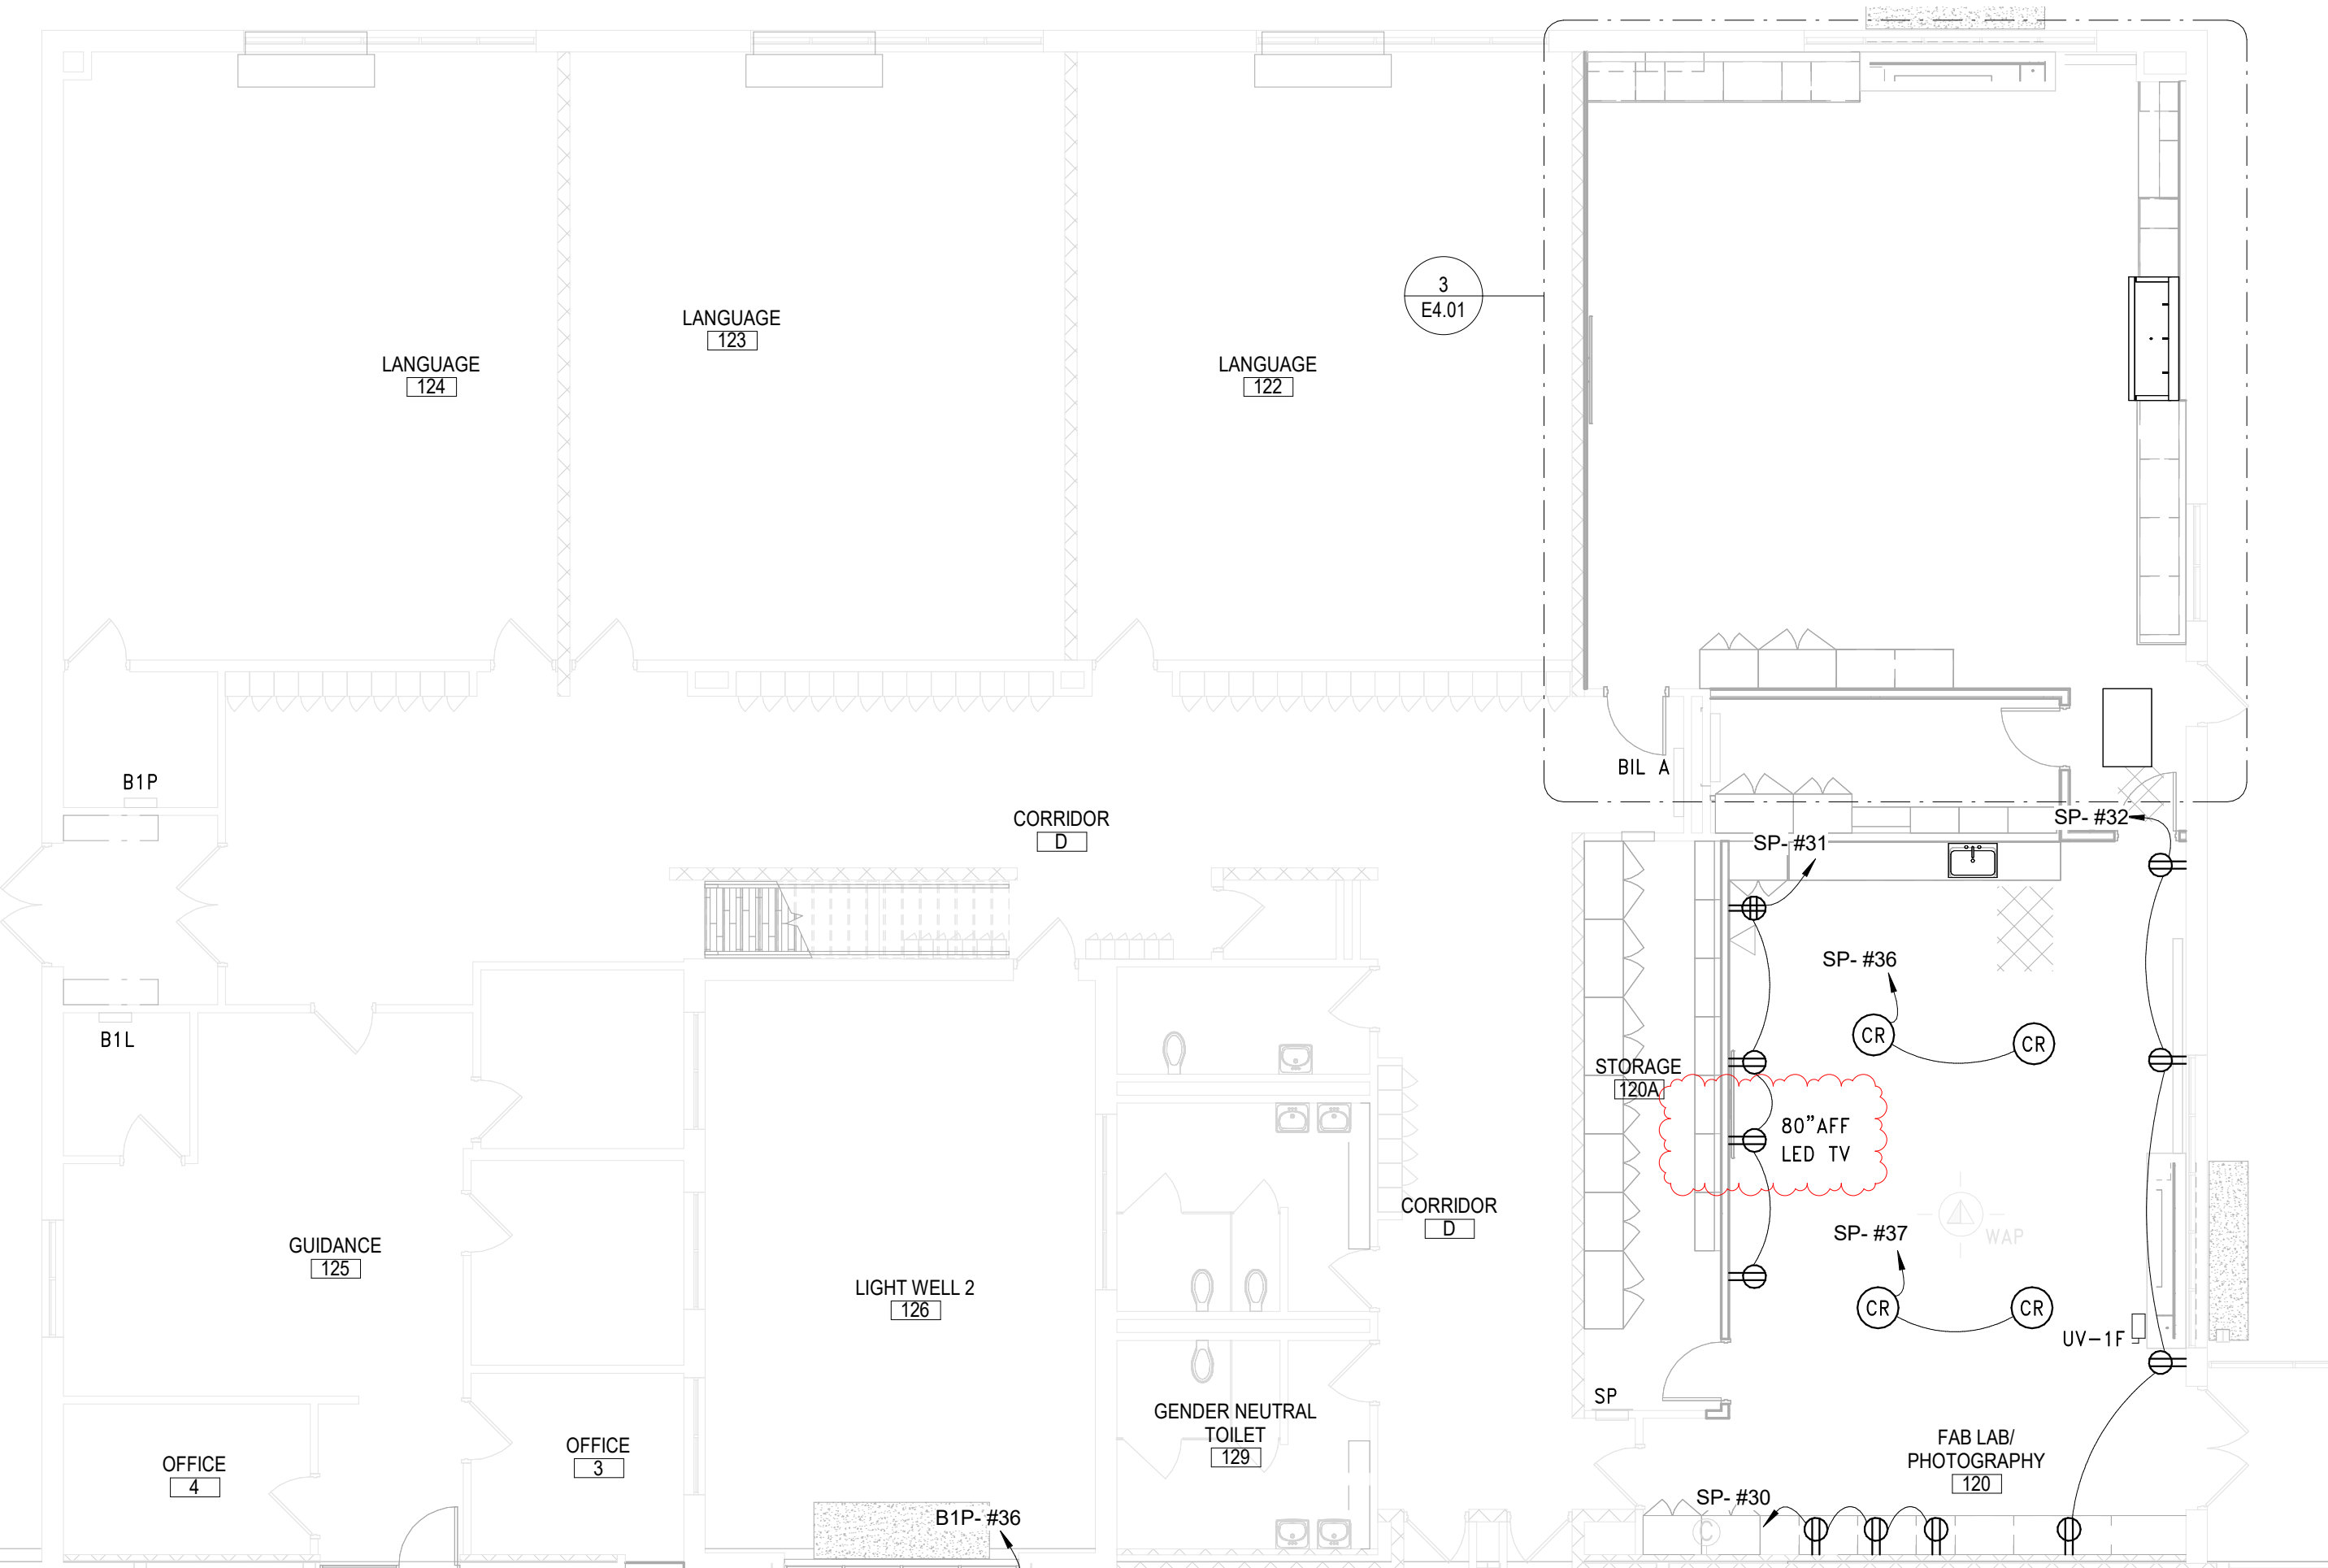 3
E4.01
LANGUAGE
123
LANGUAGE
124
LANGUAGE
122
BIL A
B1P
CORRIDOR
D
SP- #32
SP- #31
SP- #36
B1L
CR
CR
STORAGE
120A
80”AFF
LED TV
CORRIDOR
D
SP- #37
WAP
GUIDANCE
125
LIGHT WELL 2
126
CR
CR
UV-1F
SP
GENDER NEUTRAL
TOILET
129
FAB LAB/
PHOTOGRAPHY
120
OFFICE
3
OFFICE
4
SP- #30
C
B1P- #36